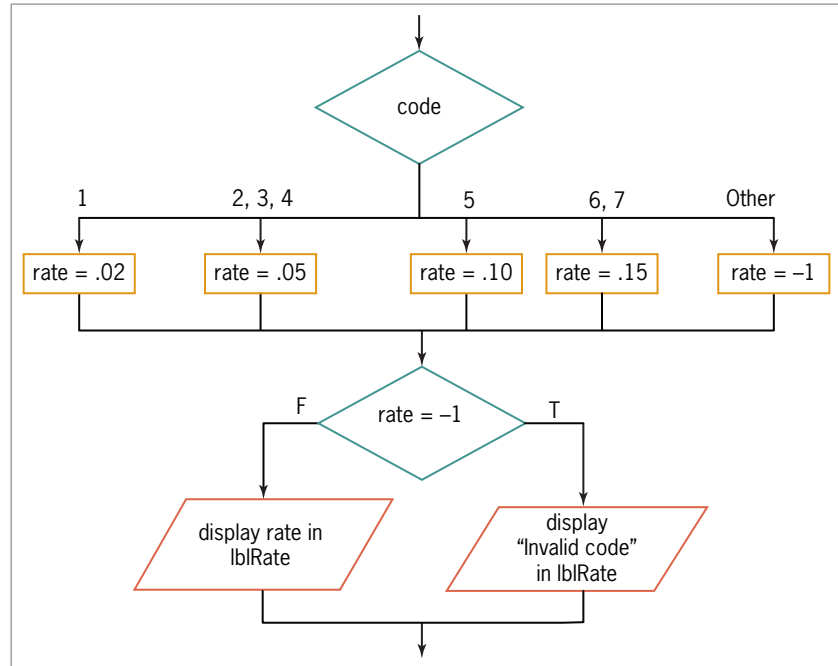 code
1
2, 3, 4
5
6, 7
Other
rate = .02
rate = .05
rate = .10
rate = .15
rate = –1
F
rate = –1
T
display rate in
lblRate
display
“Invalid code”
in lblRate